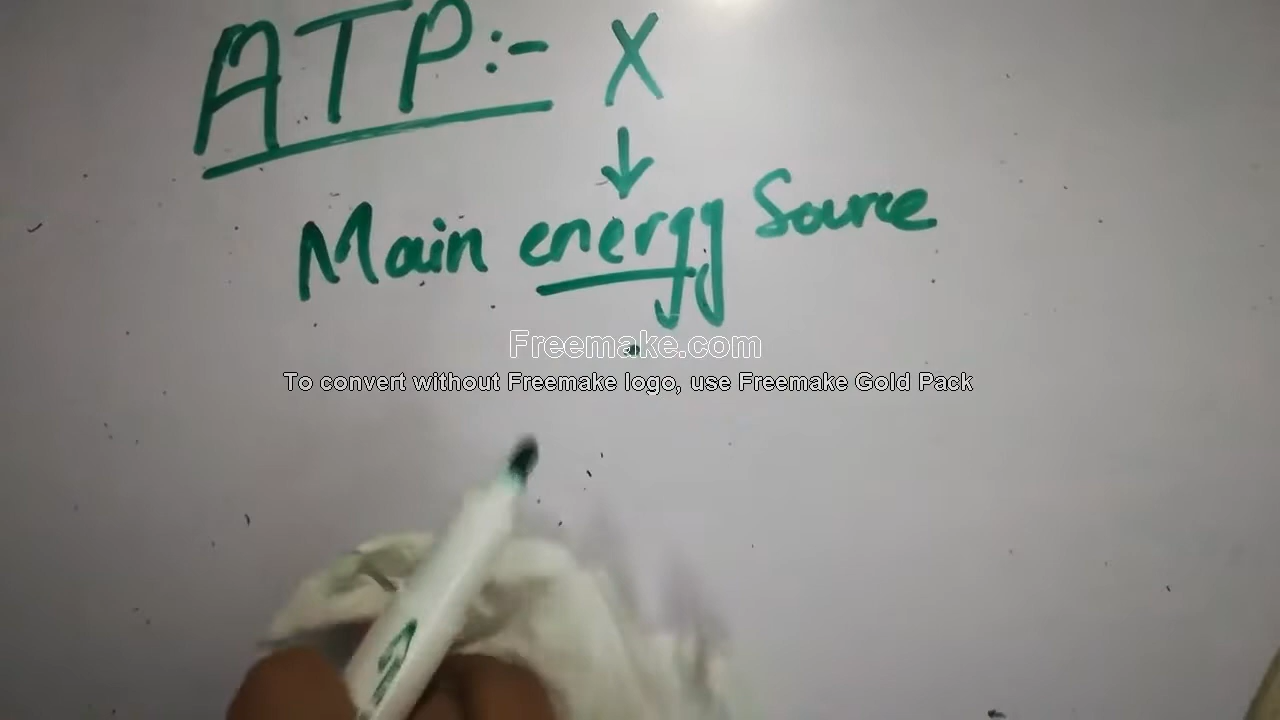 ATP:- X
↓
Main energy Source
Freemake.com
To convert without Freemake logo, use Freemake Gold Pack